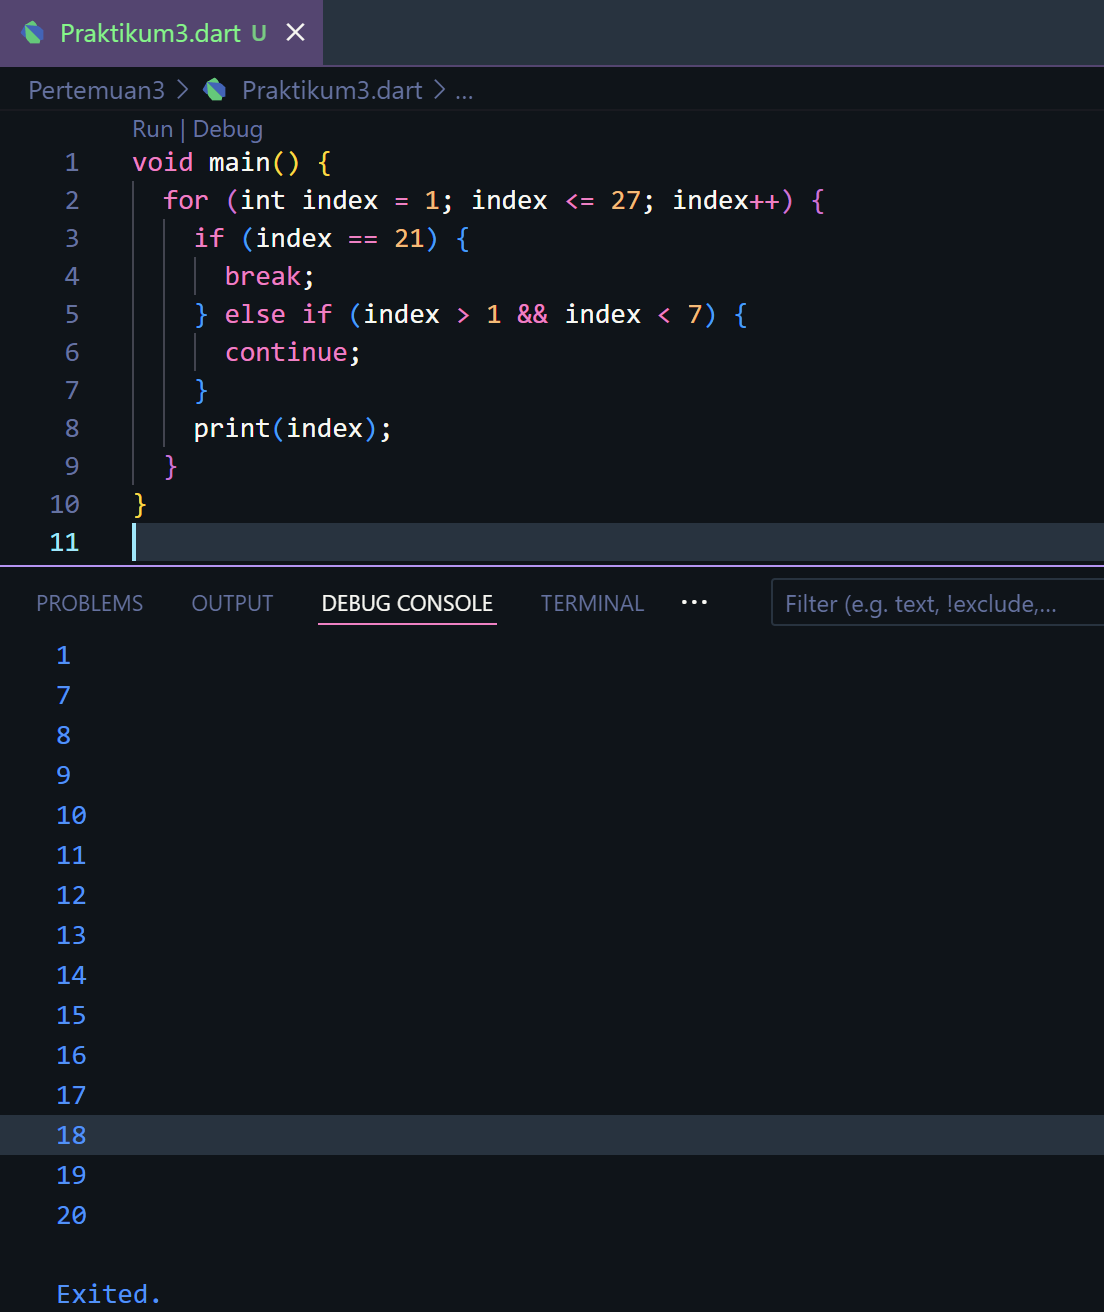 Praktikum3.dart U
Pertemuan3 > Praktikum3.dart > ...
Run | Debug
1 void main() {
2 for (int index = 1; index <= 27; index++) {
3 if (index == 21) {
4 break;
5 } else if (index > 1 && index < 7) {
6 continue;
7 }
8 print(index);
9 }
10 }
11
PROBLEMS OUTPUT DEBUG CONSOLE TERMINAL ··· Filter (e.g. text, !exclude,...
1
7
8
9
10
11
12
13
14
15
16
17
18
19
20
Exited.